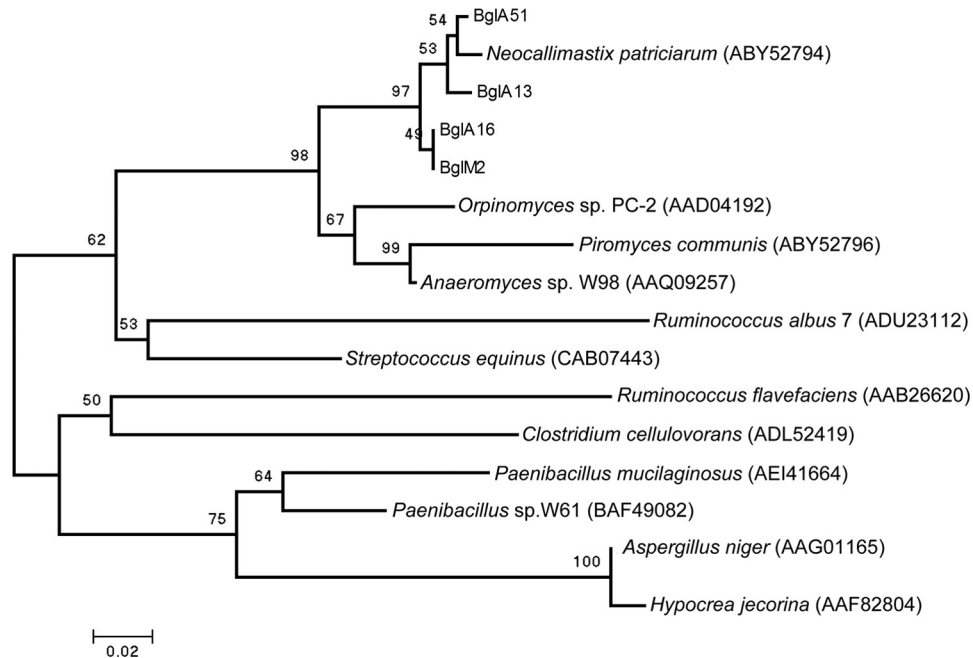 54
BglA51
Neocallimastix patriciarum (ABY52794)
53
97
BglA13
49
BglA16
BglM2
98
Orpinomyces sp. PC-2 (AAD04192)
67
Piromyces communis (ABY52796)
99
Anaeromyces sp. W98 (AAQ09257)
62
Ruminococcus albus 7 (ADU23112)
53
Streptococcus equinus (CAB07443)
Ruminococcus flavefaciens (AAB26620)
50
Clostridium cellulovorans (ADL52419)
Paenibacillus mucilaginosus (AEI41664)
64
Paenibacillus sp.W61 (BAF49082)
75
Aspergillus niger (AAG01165)
100
Hypocrea jecorina (AAF82804)
0.02